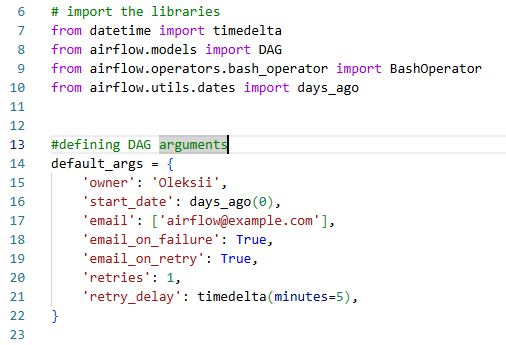 6 # import the libraries
7 from datetime import timedelta
8 from airflow.models import DAG
9 from airflow.operators.bash_operator import BashOperator
10 from airflow.utils.dates import days_ago
11
12
13 #defining DAG arguments
14 default_args = {
15     'owner': 'Oleksii',
16     'start_date': days_ago(0),
17     'email': ['airflow@example.com'],
18     'email_on_failure': True,
19     'email_on_retry': True,
20     'retries': 1,
21     'retry_delay': timedelta(minutes=5),
22 }
23